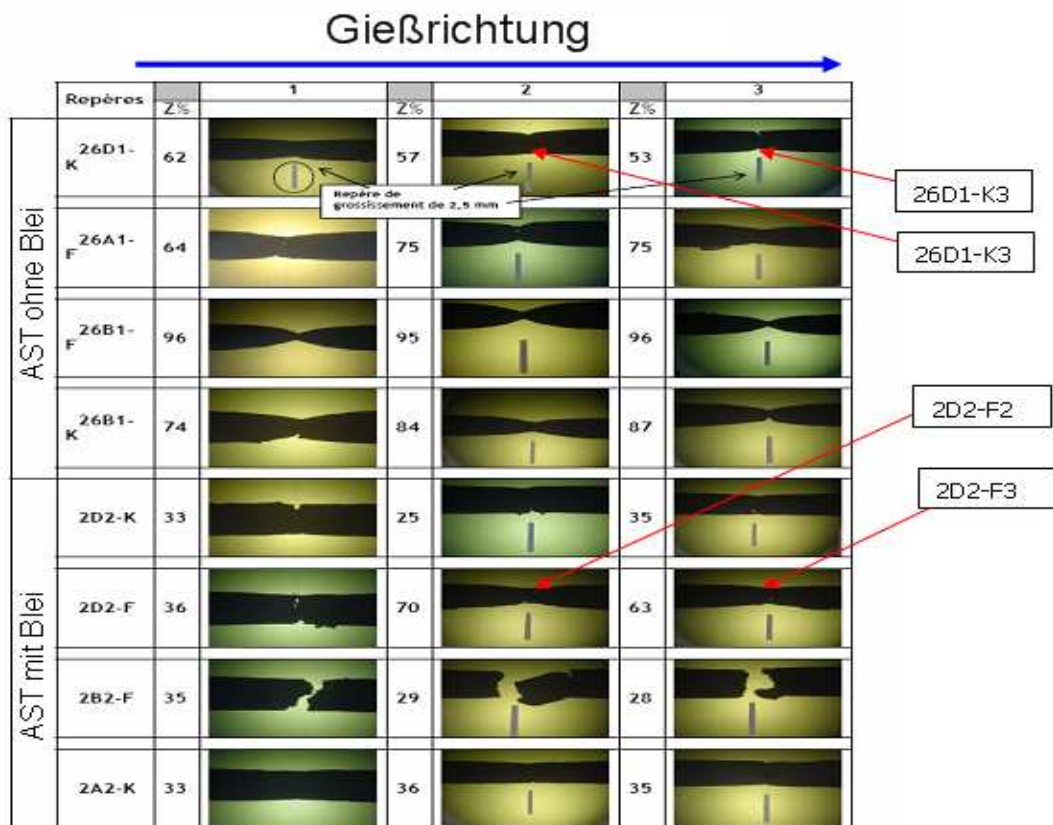 Gießrichtung
Repères Z% 1 Z% 2 Z% 3
AST ohne Blei
26D1-K 62 57 53
Repère de
grossissement de 2,5 mm
26D1-K3
26D1-K3
26A1-F 64 75 75
26B1-F 96 95 96
26B1-K 74 84 87
AST mit Blei
2D2-K 33 25 35
2D2-F2
2D2-F3
2D2-F 36 70 63
2B2-F 35 29 28
2A2-K 33 36 35